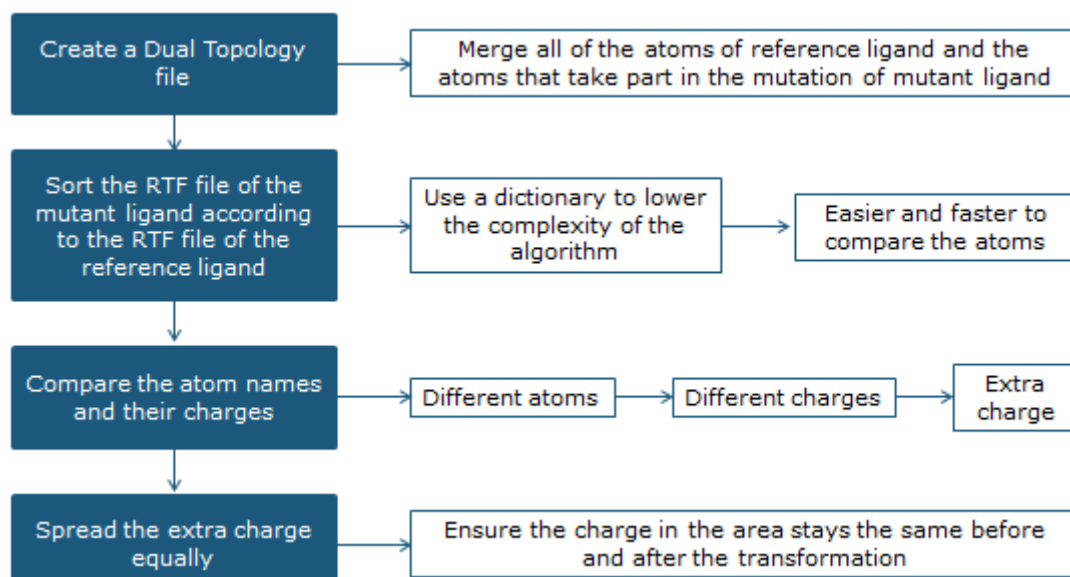 Create a Dual Topology
file
Merge all of the atoms of reference ligand and the
atoms that take part in the mutation of mutant ligand
Sort the RTF file of the
mutant ligand according
to the RTF file of the
reference ligand
Use a dictionary to lower
the complexity of the
algorithm
Easier and faster to
compare the atoms
Compare the atom names
and their charges
Different atoms
Different charges
Extra
charge
Spread the extra charge
equally
Ensure the charge in the area stays the same before
and after the transformation